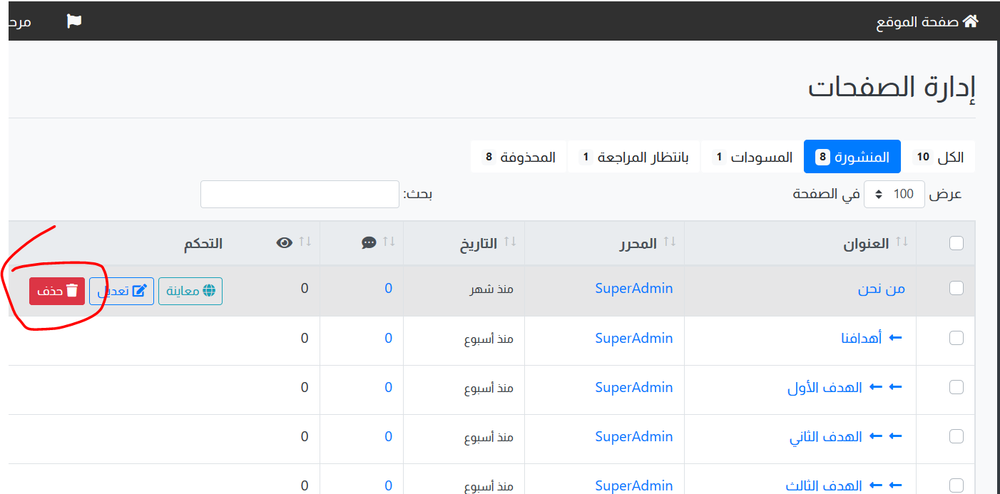 صفحة الموقع
إدارة الصفحات
الكل 10 المنشورة 8 المسودات 1 بانتظار المراجعة 1 المحذوفة 8
عرض 100 في الصفحة بحث:
العنوان المحرر التاريخ التحكم
من نحن SuperAdmin منذ شهر 0 0 معاينة تعديل حذف
أهدافنا SuperAdmin منذ أسبوع 0 0
الهدف الأول SuperAdmin منذ أسبوع 0 0
الهدف الثاني SuperAdmin منذ أسبوع 0 0
الهدف الثالث SuperAdmin منذ أسبوع 0 0